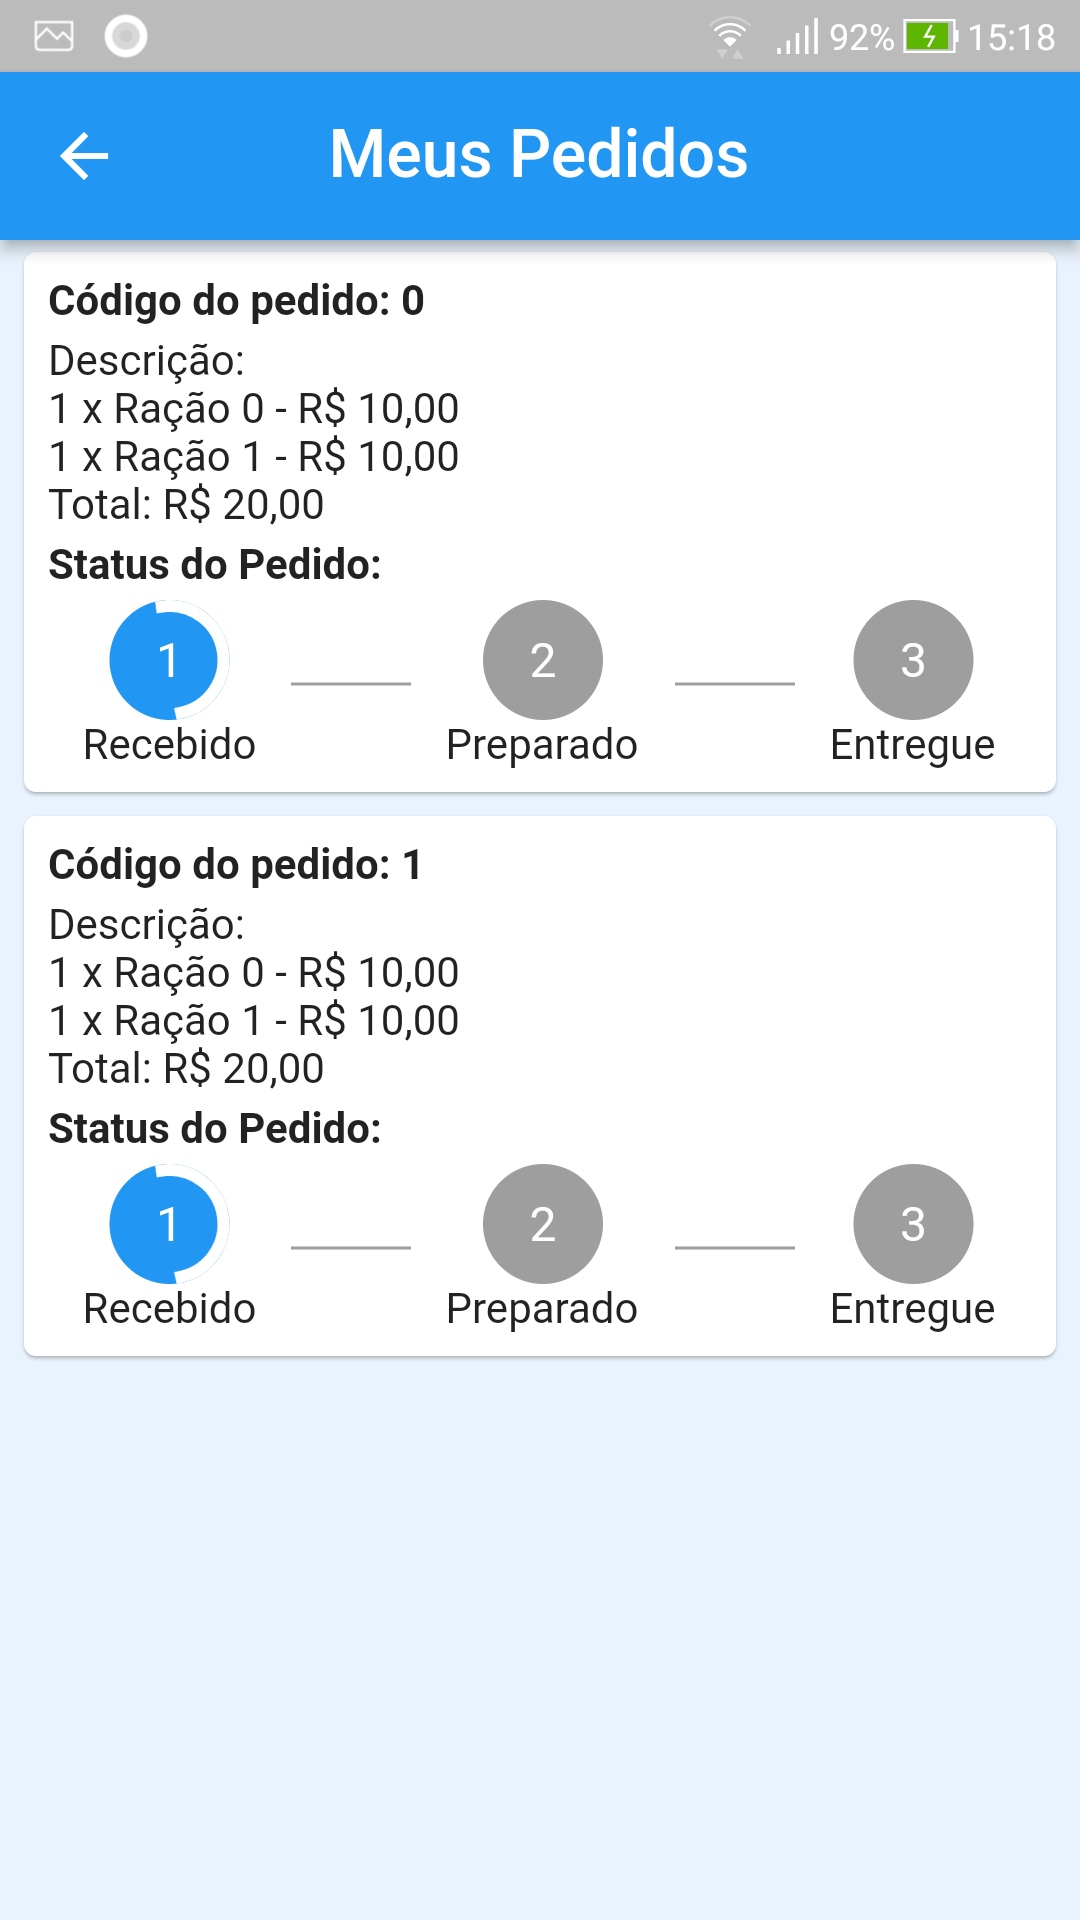 92% 15:18
Meus Pedidos
Código do pedido: 0
Descrição:
1 x Ração 0 - R$ 10,00
1 x Ração 1 - R$ 10,00
Total: R$ 20,00
Status do Pedido:
1 2 3
Recebido Preparado Entregue
Código do pedido: 1
Descrição:
1 x Ração 0 - R$ 10,00
1 x Ração 1 - R$ 10,00
Total: R$ 20,00
Status do Pedido:
1 2 3
Recebido Preparado Entregue